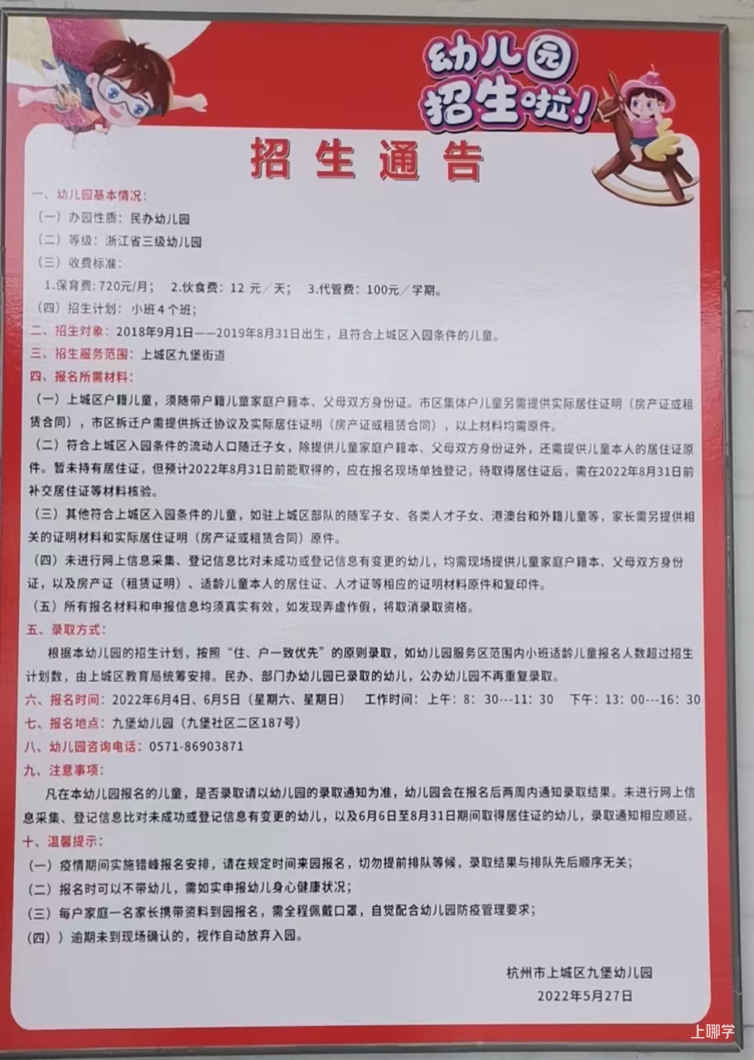 幼儿园
招生啦!
招生通告
一、幼儿园基本情况:
(一)办园性质:民办幼儿园
(二)等级:浙江省三级幼儿园
(三)收费标准:
1.保育费:720元/月; 2.伙食费:12 元/天; 3.代管费:100元/学期。
(四)招生计划: 小班4个班;
二、招生对象:2018年9月1日——2019年8月31日出生,且符合上城区入园条件的儿童。
三、招生服务范围:上城区九堡街道
四、报名所需材料:
(一)上城区户籍儿童,须随带户籍儿童家庭户籍本、父母双方身份证。市区集体户儿童另需提供实际居住证明(房产证或租
赁合同),市区拆迁户需提供拆迁协议及实际居住证明(房产证或租赁合同),以上材料均需原件。
(二)符合上城区入园条件的流动人口随迁子女,除提供儿童家庭户籍本、父母双方身份证外,还需提供儿童本人的居住证原
件。暂未持有居住证,但预计2022年8月31日前能取得的,应在报名现场单独登记,待取得居住证后,需在2022年8月31日前
补交居住证等材料核验。
(三)其他符合上城区入园条件的儿童,如驻上城区部队的随军子女、各类人才子女、港澳台和外籍儿童等,家长需另提供相
关的证明材料和实际居住证明(房产证或租赁合同)原件。
(四)未进行网上信息采集、登记信息比对未成功或登记信息有变更的幼儿,均需现场提供儿童家庭户籍本、父母双方身份
证,以及房产证(租赁证明)、适龄儿童本人的居住证、人才证等相应的证明材料原件和复印件。
(五)所有报名材料和申报信息均须真实有效,如发现弄虚作假,将取消录取资格。
五、录取方式:
根据本幼儿园的招生计划,按照“住、户一致优先”的原则录取,如幼儿园服务区范围内小班适龄儿童报名人数超过招生
计划数,由上城区教育局统筹安排。民办、部门办幼儿园已录取的幼儿,公办幼儿园不再重复录取。
六、报名时间:2022年6月4日、6月5日(星期六、星期日) 工作时间:上午:8:30---11:30 下午:13:00---16:30
七、报名地点:九堡幼儿园(九堡社区二区187号)
八、幼儿园咨询电话:0571-86903871
九、注意事项:
凡在本幼儿园报名的儿童,是否录取请以幼儿园的录取通知为准,幼儿园会在报名后两周内通知录取结果。未进行网上信
息采集、登记信息比对未成功或登记信息有变更的幼儿,以及6月6日至8月31日期间取得居住证的幼儿,录取通知相应顺延。
十、温馨提示:
(一)疫情期间实施错峰报名安排,请在规定时间来园报名,切勿提前排队等候,录取结果与排队先后顺序无关;
(二)报名时可以不带幼儿,需如实申报幼儿身心健康状况;
(三)每户家庭一名家长携带资料到园报名,需全程佩戴口罩,自觉配合幼儿园防疫管理要求;
(四))逾期未到现场确认的,视作自动放弃入园。
杭州市上城区九堡幼儿园
2022年5月27日
上哪学